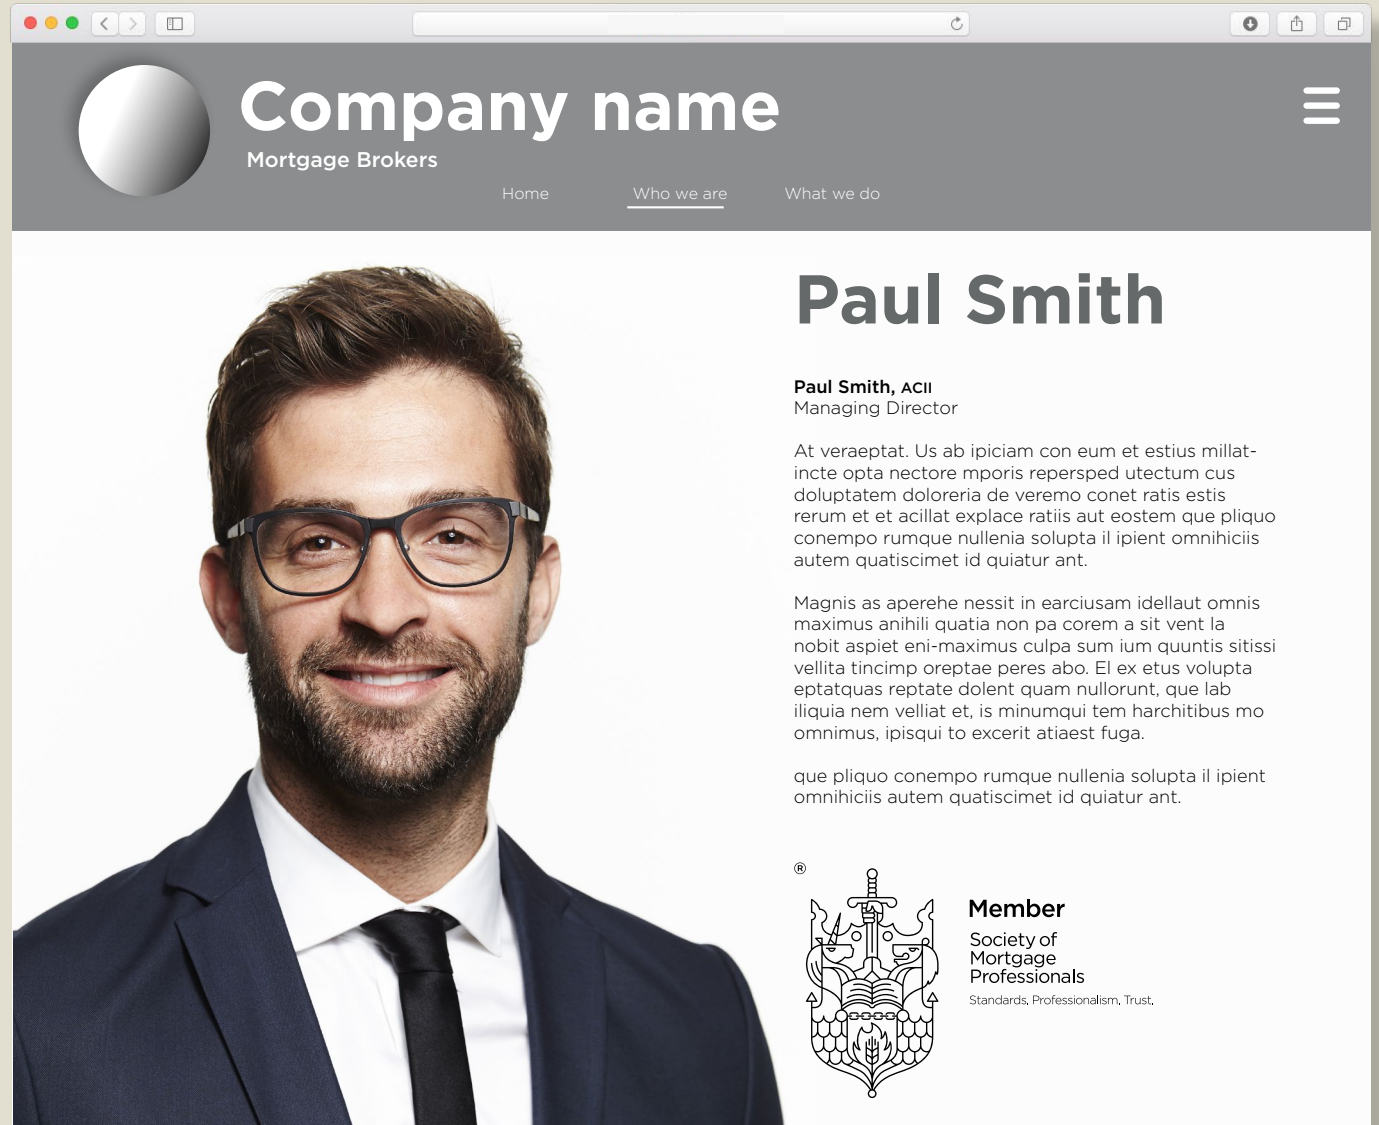 Company name
Mortgage Brokers
Home Who we are What we do
Paul Smith
Paul Smith, ACII
Managing Director
At veraeptat. Us ab ipiciam con eum et estius millat-
incte opta nectore mporis repersped utectum cus
doluptatem doloreria de veremo conet ratis estis
rerum et et acillat explace ratiis aut eostem que pliquo
conempo rumque nullenia solupta il ipient omnihiciis
autem quatiscimet id quiatur ant.
Magnis as aperehe nessit in earciusam idellaut omnis
maximus anihili quatia non pa corem a sit vent la
nobit aspiet eni-maximus culpa sum ium quuntis sitissi
vellita tincimp oreptae peres abo. El ex etus volupta
eptatquas reptate dolent quam nullorunt, que lab
iliquia nem velliat et, is minumqui tem harchitibus mo
omnimus, ipisqui to excerit atiaest fuga.
que pliquo conempo rumque nullenia solupta il ipient
omnihiciis autem quatiscimet id quiatur ant.
®
Member
Society of
Mortgage
Professionals
Standards. Professionalism. Trust.